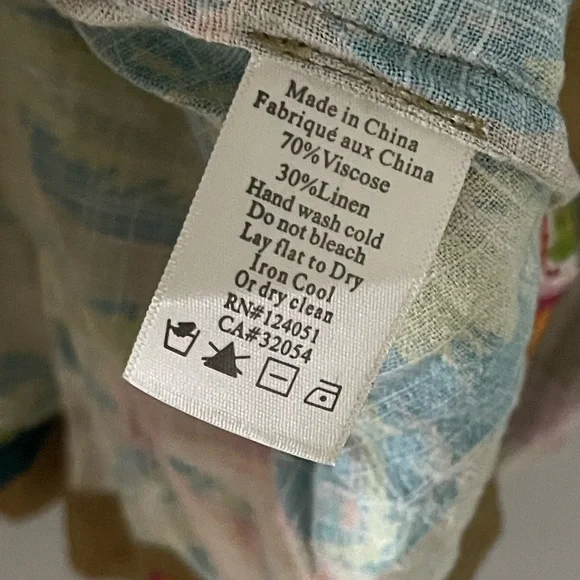 Made in China
Fabriqué aux China
70%Viscose
30%Linen
Hand wash cold
Do not bleach
Lay flat to Dry
Iron Cool
Or dry clean
RN#124051
CA#32054